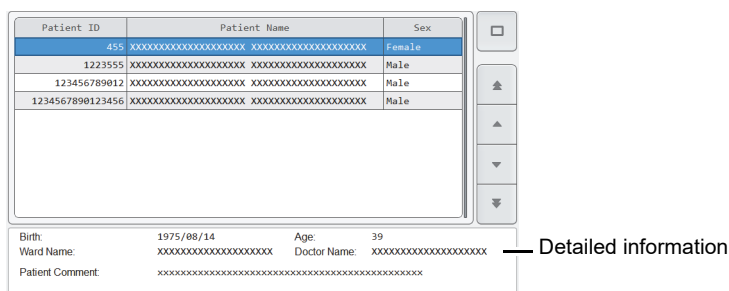 Patient ID Patient Name Sex
455 XXXXXXXXXXXXXXXXXXXX XXXXXXXXXXXXXXXXXXXX Female
1223555 XXXXXXXXXXXXXXXXXXXX XXXXXXXXXXXXXXXXXXXX Male
123456789012 XXXXXXXXXXXXXXXXXXXX XXXXXXXXXXXXXXXXXXXX Male
1234567890123456 XXXXXXXXXXXXXXXXXXXX XXXXXXXXXXXXXXXXXXXX Male
Birth: 1975/08/14 Age: 39
Ward Name: XXXXXXXXXXXXXXXXXXXX Doctor Name: XXXXXXXXXXXXXXXXXXXX Detailed information
Patient Comment: xxxxxxxxxxxxxxxxxxxxxxxxxxxxxxxxxxxxxxxxxxxxxx